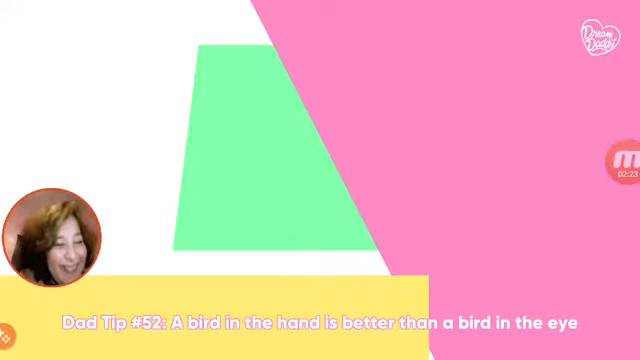 Dream
Daddy
02:23
Dad Tip #52: A bird in the hand is better than a bird in the eye